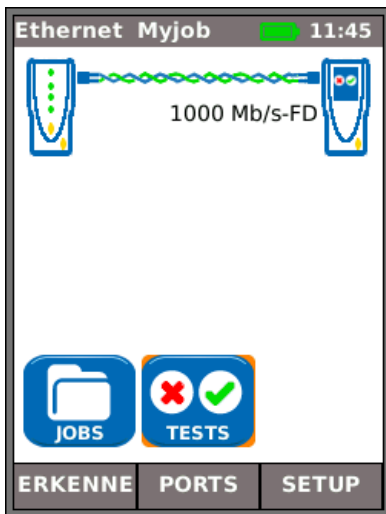 Ethernet Myjob 11:45
1000 Mb/s-FD
JOBS TESTS
ERKENNE PORTS SETUP